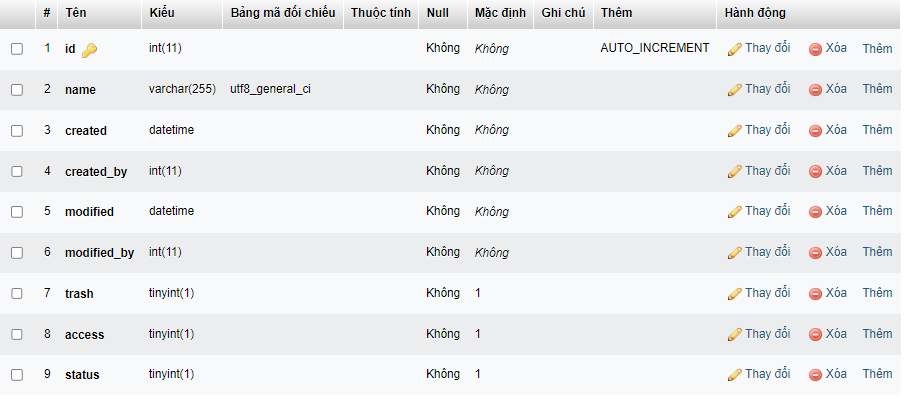 # Tên Kiểu Bảng mã đối chiếu Thuộc tính Null Mặc định Ghi chú Thêm Hành động
1 id int(11) Không Không AUTO_INCREMENT Thay đổi Xóa Thêm
2 name varchar(255) utf8_general_ci Không Không Thay đổi Xóa Thêm
3 created datetime Không Không Thay đổi Xóa Thêm
4 created_by int(11) Không Không Thay đổi Xóa Thêm
5 modified datetime Không Không Thay đổi Xóa Thêm
6 modified_by int(11) Không Không Thay đổi Xóa Thêm
7 trash tinyint(1) Không 1 Thay đổi Xóa Thêm
8 access tinyint(1) Không 1 Thay đổi Xóa Thêm
9 status tinyint(1) Không 1 Thay đổi Xóa Thêm